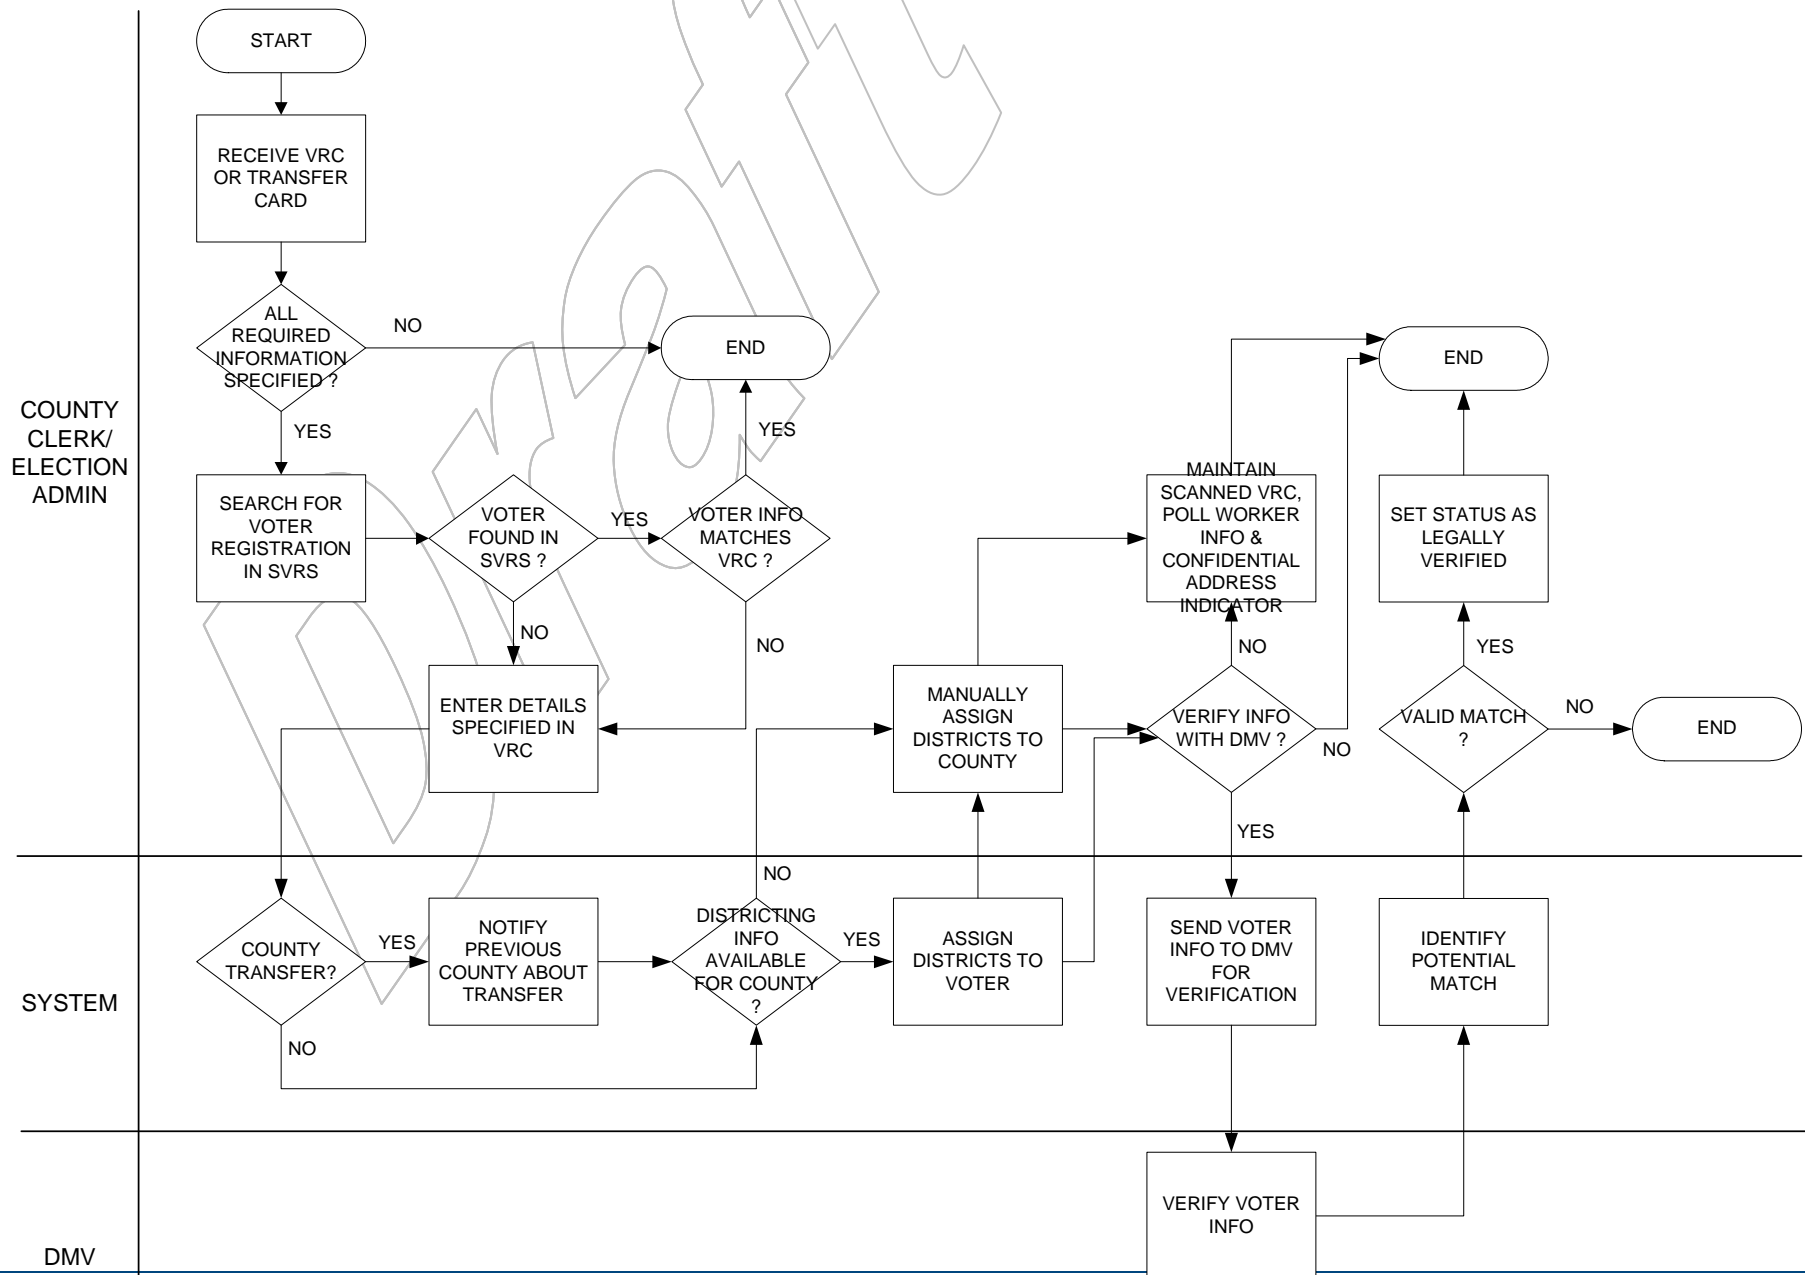 START
RECEIVE VRC
OR TRANSFER
CARD
ALL
REQUIRED
INFORMATION
SPECIFIED ?
NO
END
YES
COUNTY
CLERK/
ELECTION
ADMIN
SEARCH FOR
VOTER
REGISTRATION
IN SVRS
VOTER
FOUND IN
SVRS ?
YES
VOTER INFO
MATCHES
VRC ?
YES
NO
NO
ENTER DETAILS
SPECIFIED IN
VRC
MANUALLY
ASSIGN
DISTRICTS TO
COUNTY
MAINTAIN
SCANNED VRC,
POLL WORKER
INFO &
CONFIDENTIAL
ADDRESS
INDICATOR
NO
VERIFY INFO
WITH DMV ?
NO
YES
END
SET STATUS AS
LEGALLY
VERIFIED
YES
VALID MATCH
?
NO
END
SYSTEM
COUNTY
TRANSFER?
YES
NO
NOTIFY
PREVIOUS
COUNTY ABOUT
TRANSFER
NO
DISTRICTING
INFO
AVAILABLE
FOR COUNTY
?
YES
ASSIGN
DISTRICTS TO
VOTER
SEND VOTER
INFO TO DMV
FOR
VERIFICATION
IDENTIFY
POTENTIAL
MATCH
DMV
VERIFY VOTER
INFO
Draft